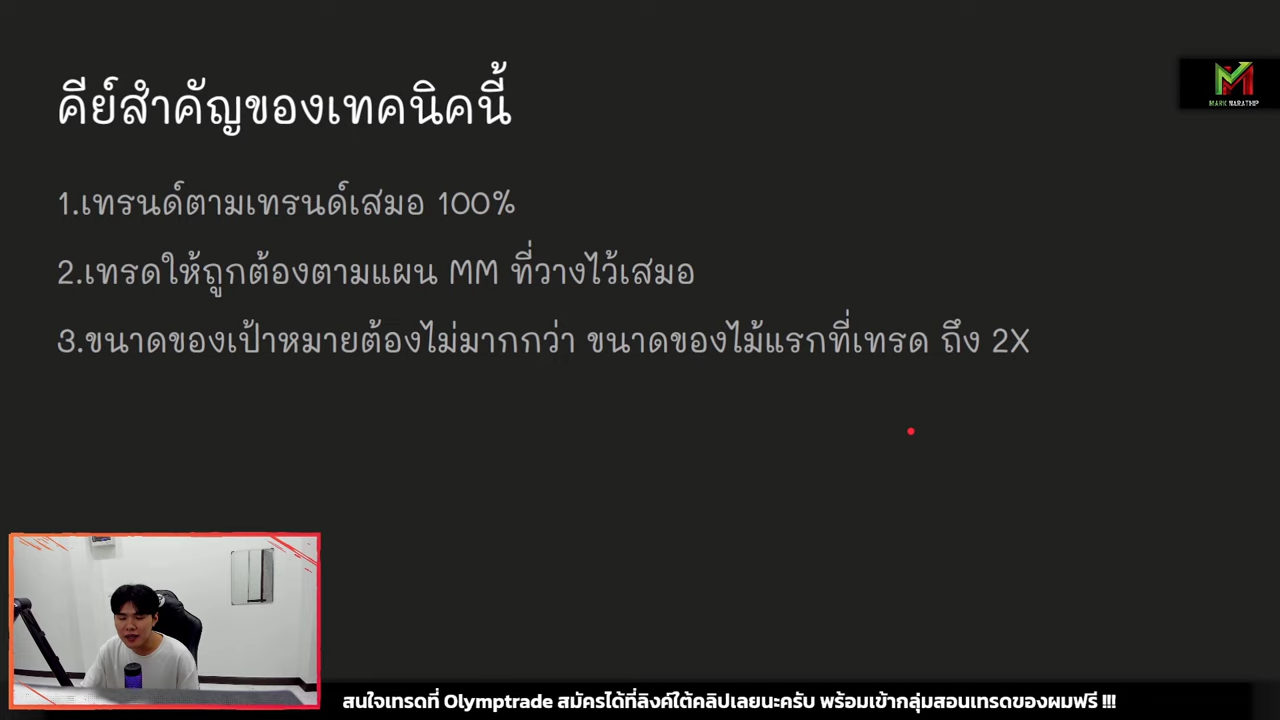 คีย์สำคัญของเทคนิคนี้
MARK NARATHIP
1.เทรนด์ตามเทรนด์เสมอ 100%
2.เทรดให้ถูกต้องตามแผน MM ที่วางไว้เสมอ
3.ขนาดของเป้าหมายต้องไม่มากกว่า ขนาดของไม้แรกที่เทรด ถึง 2X
สนใจเทรดที่ Olymptrade สมัครได้ที่ลิงค์ใต้คลิปเลยนะครับ พร้อมเข้ากลุ่มสอนเทรดของผมฟรี !!!